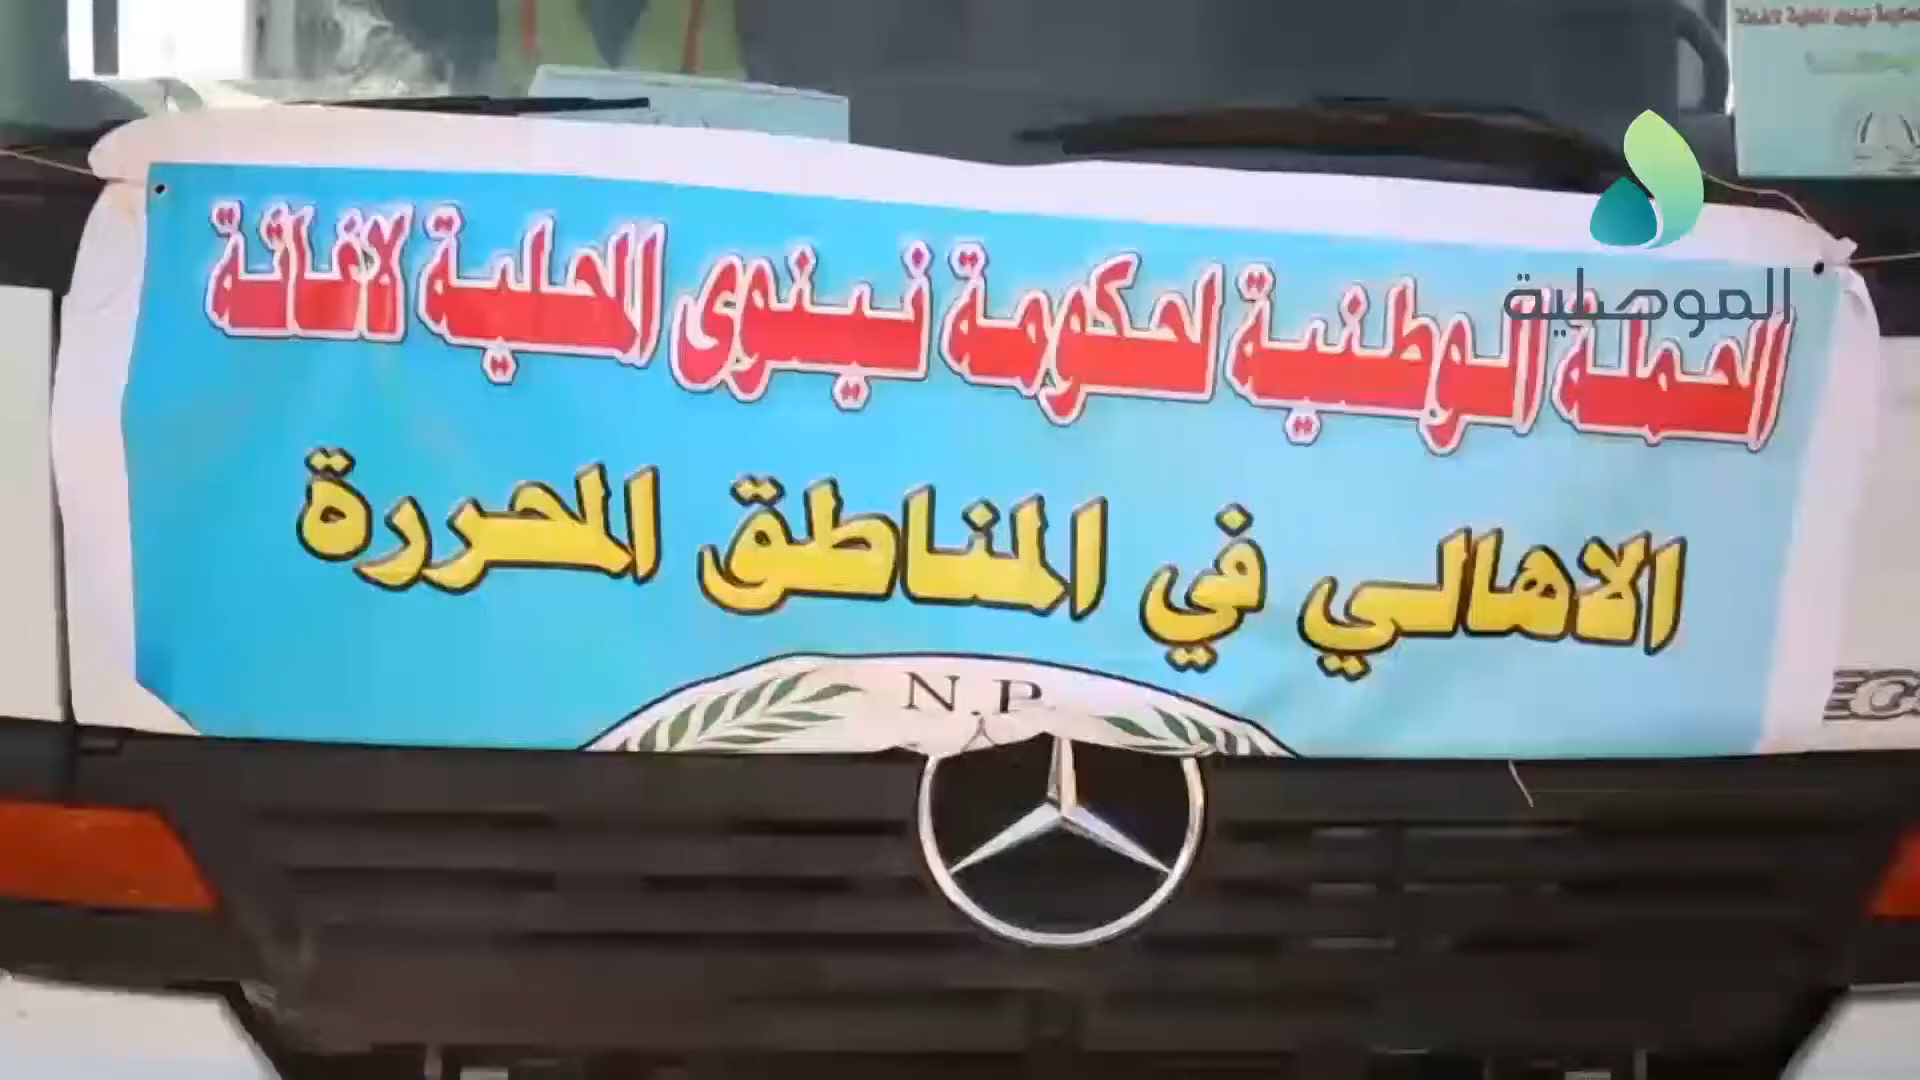 الموصلية
الحملة الوطنية لحكومة نينوى المحلية لاغاثة
الاهالي في المناطق المحررة
N.P.